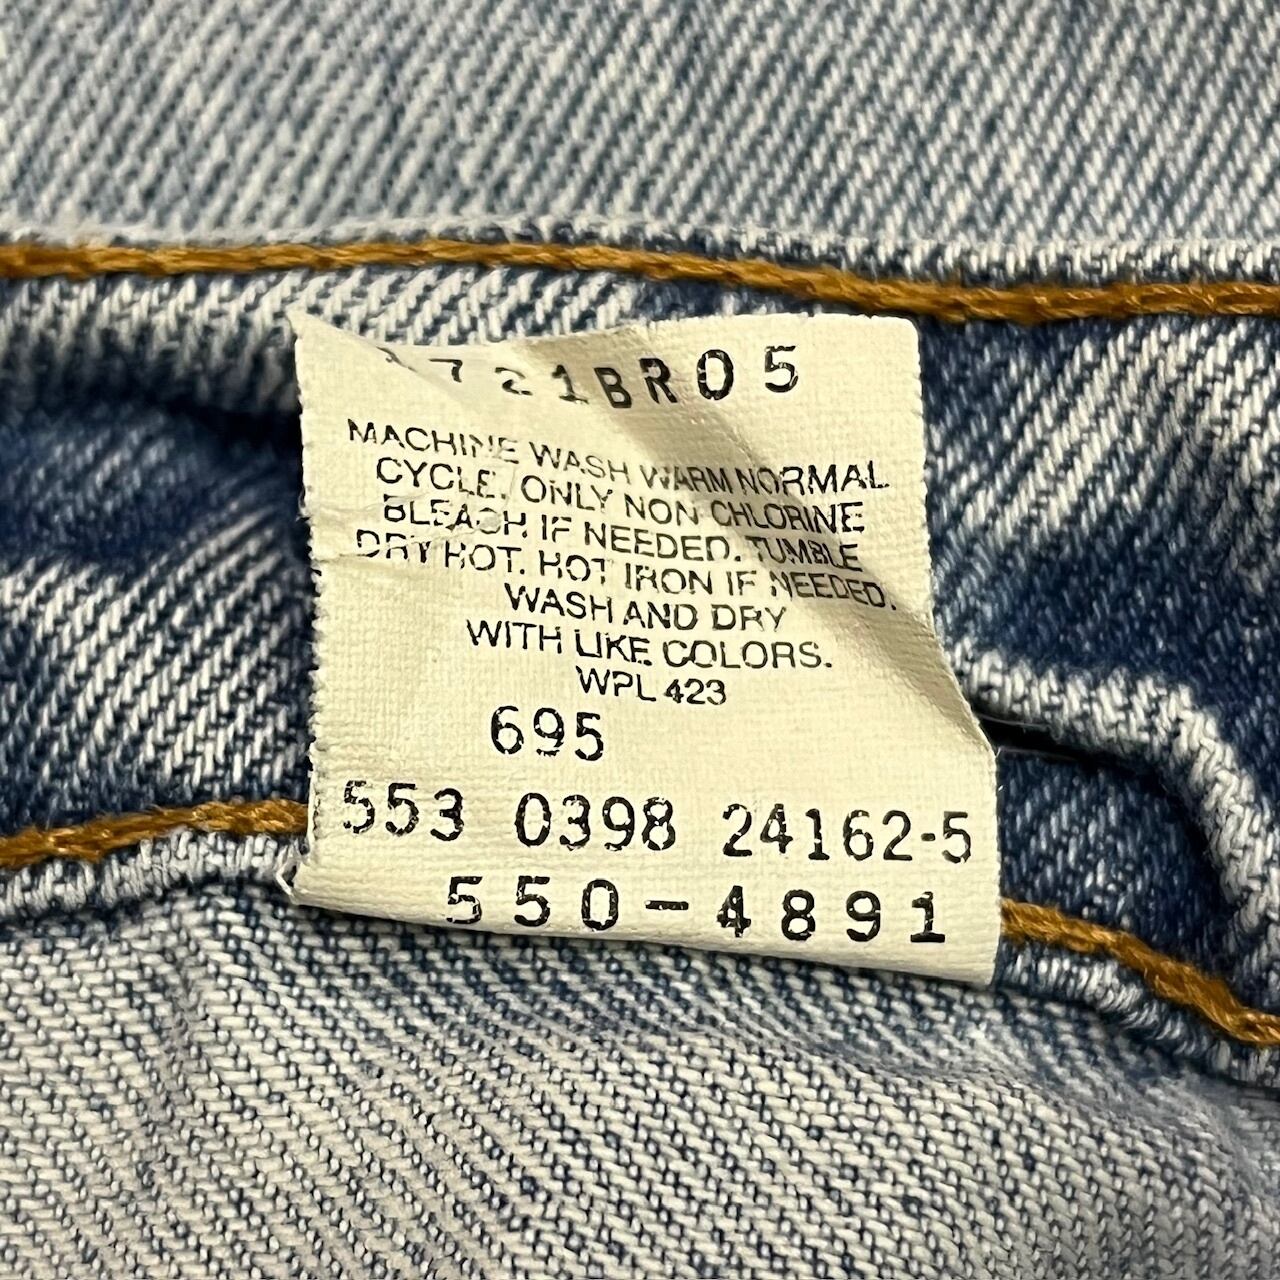 1721BR05
MACHINE WASH WARM NORMAL
CYCLE. ONLY NON CHLORINE
BLEACH IF NEEDED. TUMBLE
DRY HOT. HOT IRON IF NEEDED.
WASH AND DRY
WITH LIKE COLORS.
WPL 423
695
553 0398 24162-5
550-4891